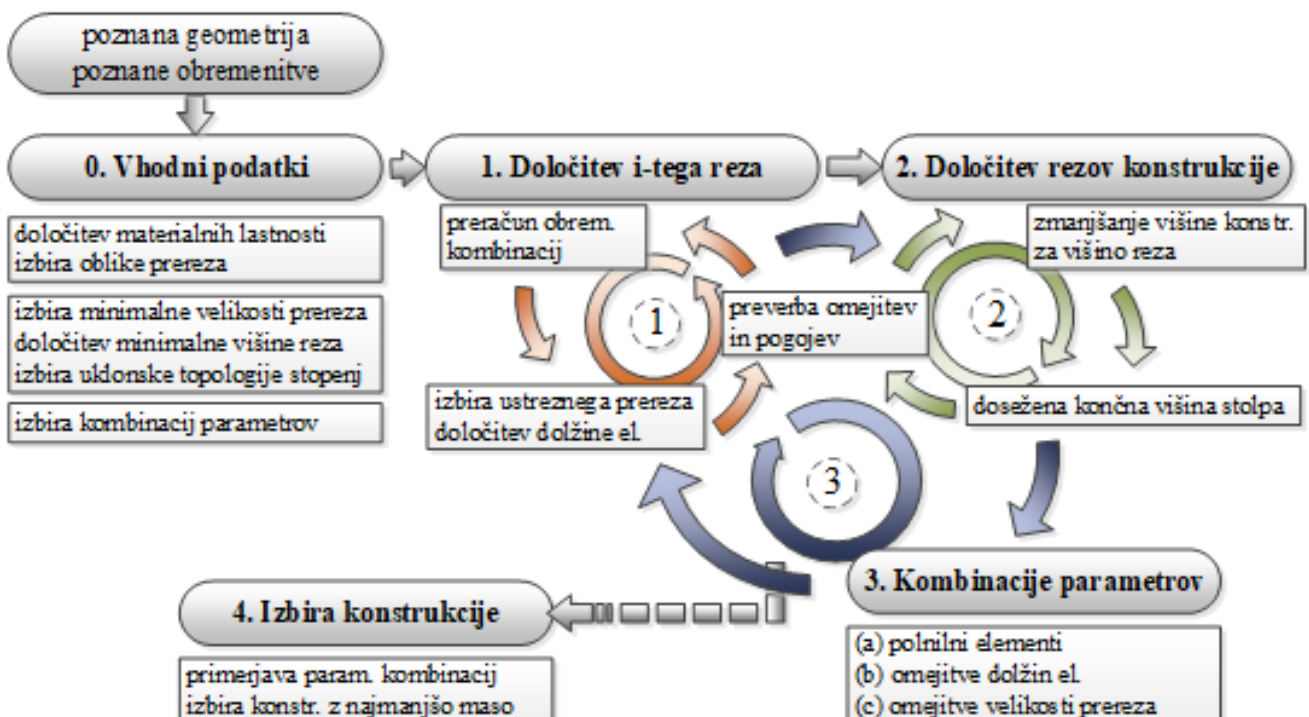 poznana geometrija
poznane obremenitve
0. Vhodni podatki
določitev materialnih lastnosti
izbira oblike prereza
izbira minimalne velikosti prereza
določitev minimalne višine reza
izbira uklonske topologije stopenj
izbira kombinacij parametrov
1. Določitev i-tega reza
preračun obrem.
kombinacij
1
izbira ustreznega prereza
določitev dolžine el.
preverba omejitev
in pogojev
2. Določitev rezov konstrukcije
zmanjšanje višine konstr.
za višino reza
2
dosežena končna višina stolpa
3
3. Kombinacije parametrov
(a) polnilni elementi
(b) omejitve dolžin el.
(c) omejitve velikosti prereza
4. Izbira konstrukcije
primerjava param. kombinacij
izbira konstr. z najmanjšo maso